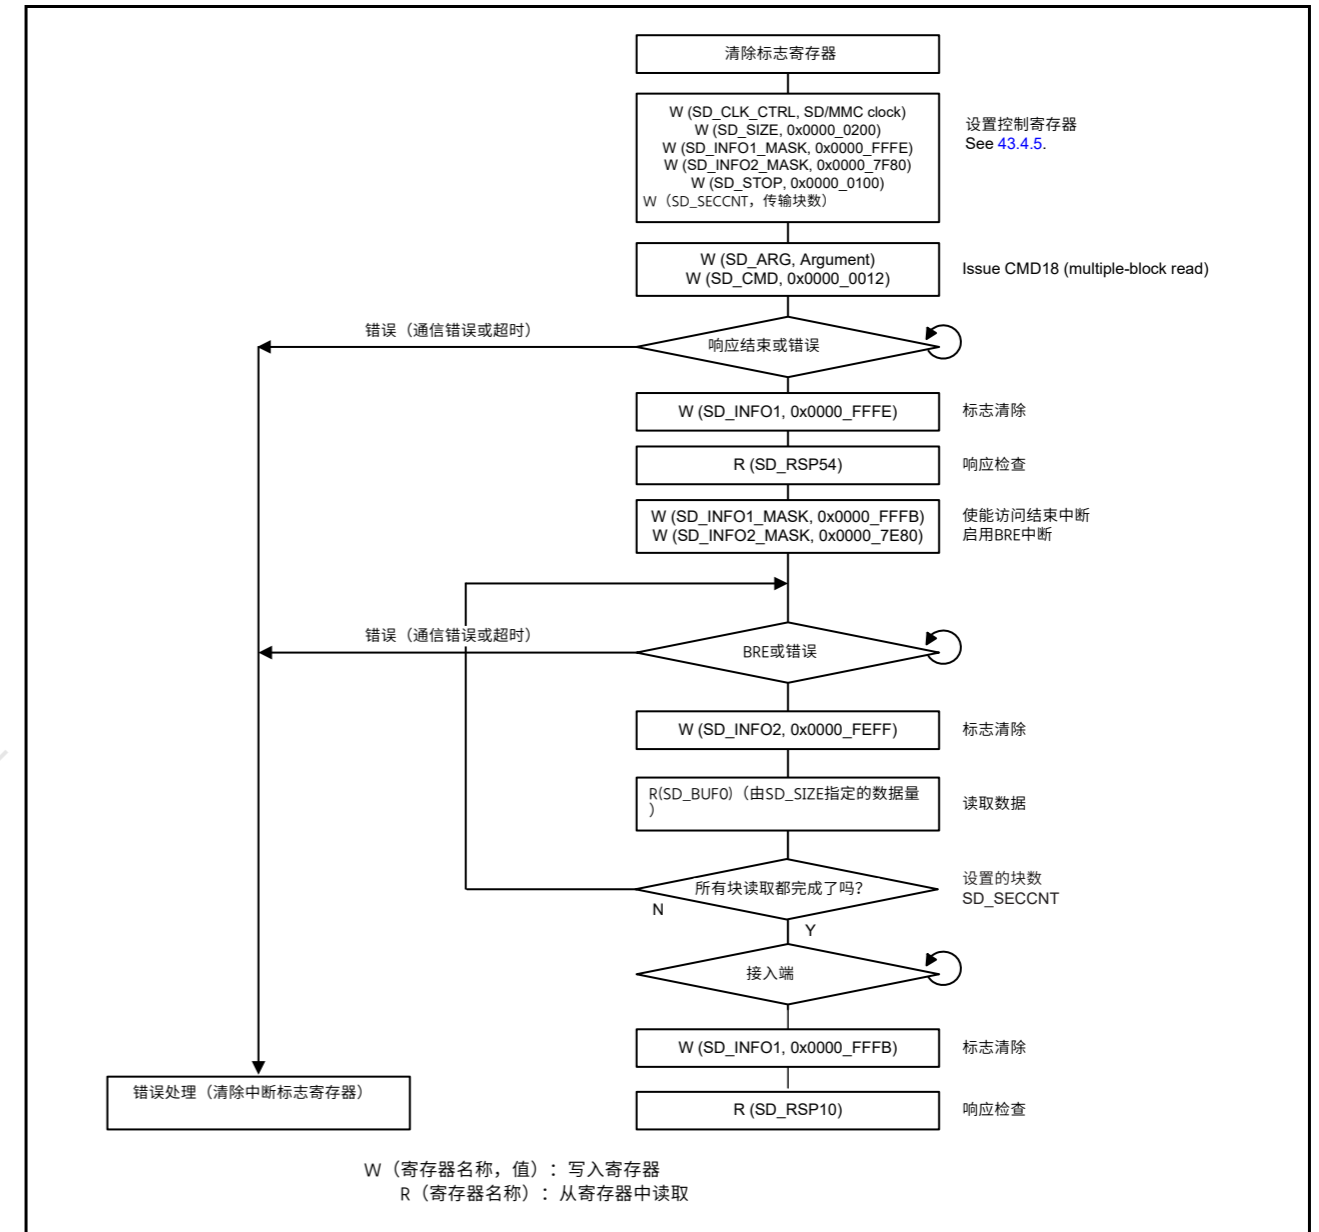 清除标志寄存器
W (SD_CLK_CTRL, SD/MMC clock)
W (SD_SIZE, 0x0000_0200)
W (SD_INFO1_MASK, 0x0000_FFFE)
W (SD_INFO2_MASK, 0x0000_7F80)
W (SD_STOP, 0x0000_0100)
W（SD_SECCNT，传输块数）
设置控制寄存器
See 43.4.5.
W (SD_ARG, Argument)
W (SD_CMD, 0x0000_0012)
Issue CMD18 (multiple-block read)
错误（通信错误或超时）
响应结束或错误
W (SD_INFO1, 0x0000_FFFE)
标志清除
R (SD_RSP54)
响应检查
W (SD_INFO1_MASK, 0x0000_FFFB)
W (SD_INFO2_MASK, 0x0000_7E80)
使能访问结束中断
启用BRE中断
错误（通信错误或超时）
BRE或错误
W (SD_INFO2, 0x0000_FEFF)
标志清除
R(SD_BUF0)（由SD_SIZE指定的数据量
）
读取数据
所有块读取都完成了吗？
设置的块数
SD_SECCNT
N
Y
接入端
W (SD_INFO1, 0x0000_FFFB)
标志清除
错误处理（清除中断标志寄存器）
R (SD_RSP10)
响应检查
W（寄存器名称，值）：写入寄存器
R（寄存器名称）：从寄存器中读取